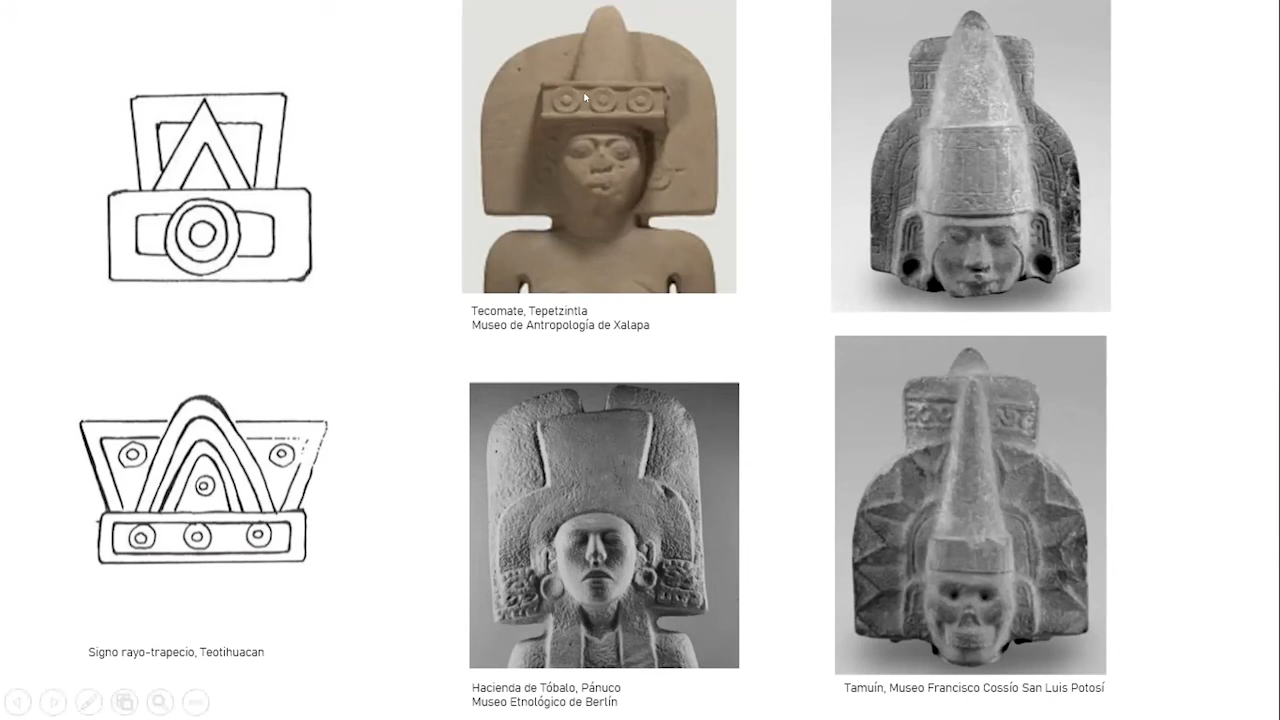 Tecomate, Tepetzintla
Museo de Antropología de Xalapa
Signo rayo-trapecio, Teotihuacan
Hacienda de Tóbalo, Pánuco
Museo Etnológico de Berlín
Tamuín, Museo Francisco Cossío San Luis Potosí